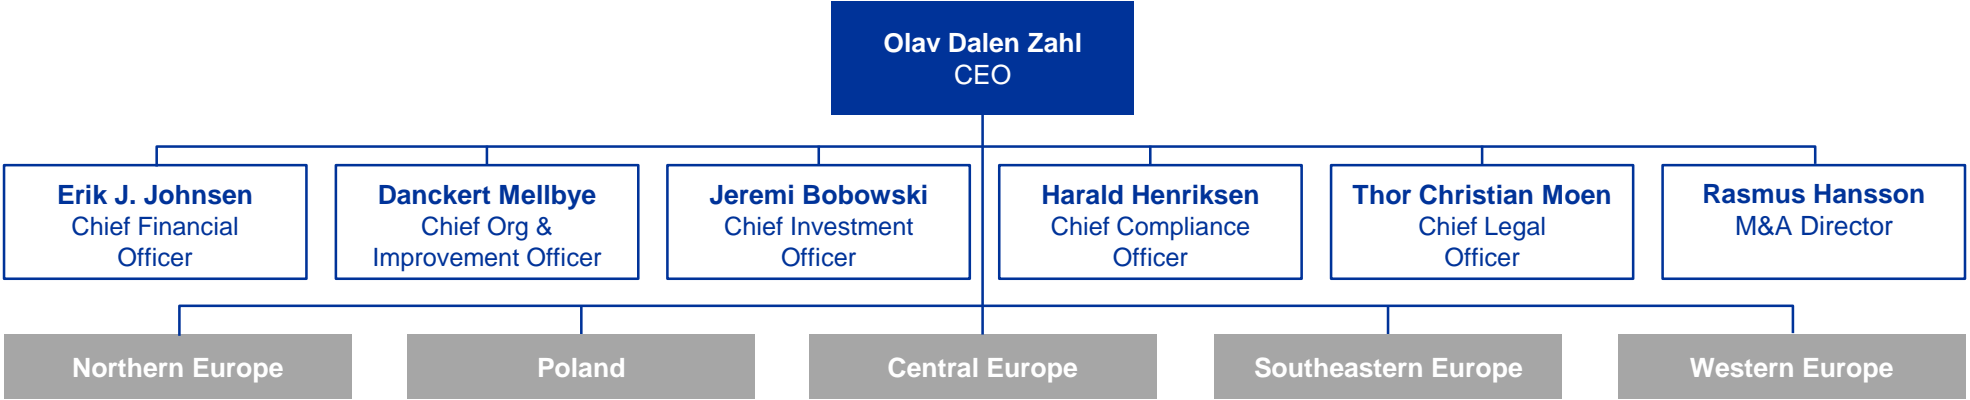 Olav Dalen Zahl
CEO
Erik J. Johnsen
Chief Financial
Officer
Danckert Mellbye
Chief Org &
Improvement Officer
Jeremi Bobowski
Chief Investment
Officer
Harald Henriksen
Chief Compliance
Officer
Thor Christian Moen
Chief Legal
Officer
Rasmus Hansson
M&A Director
Northern Europe
Poland
Central Europe
Southeastern Europe
Western Europe